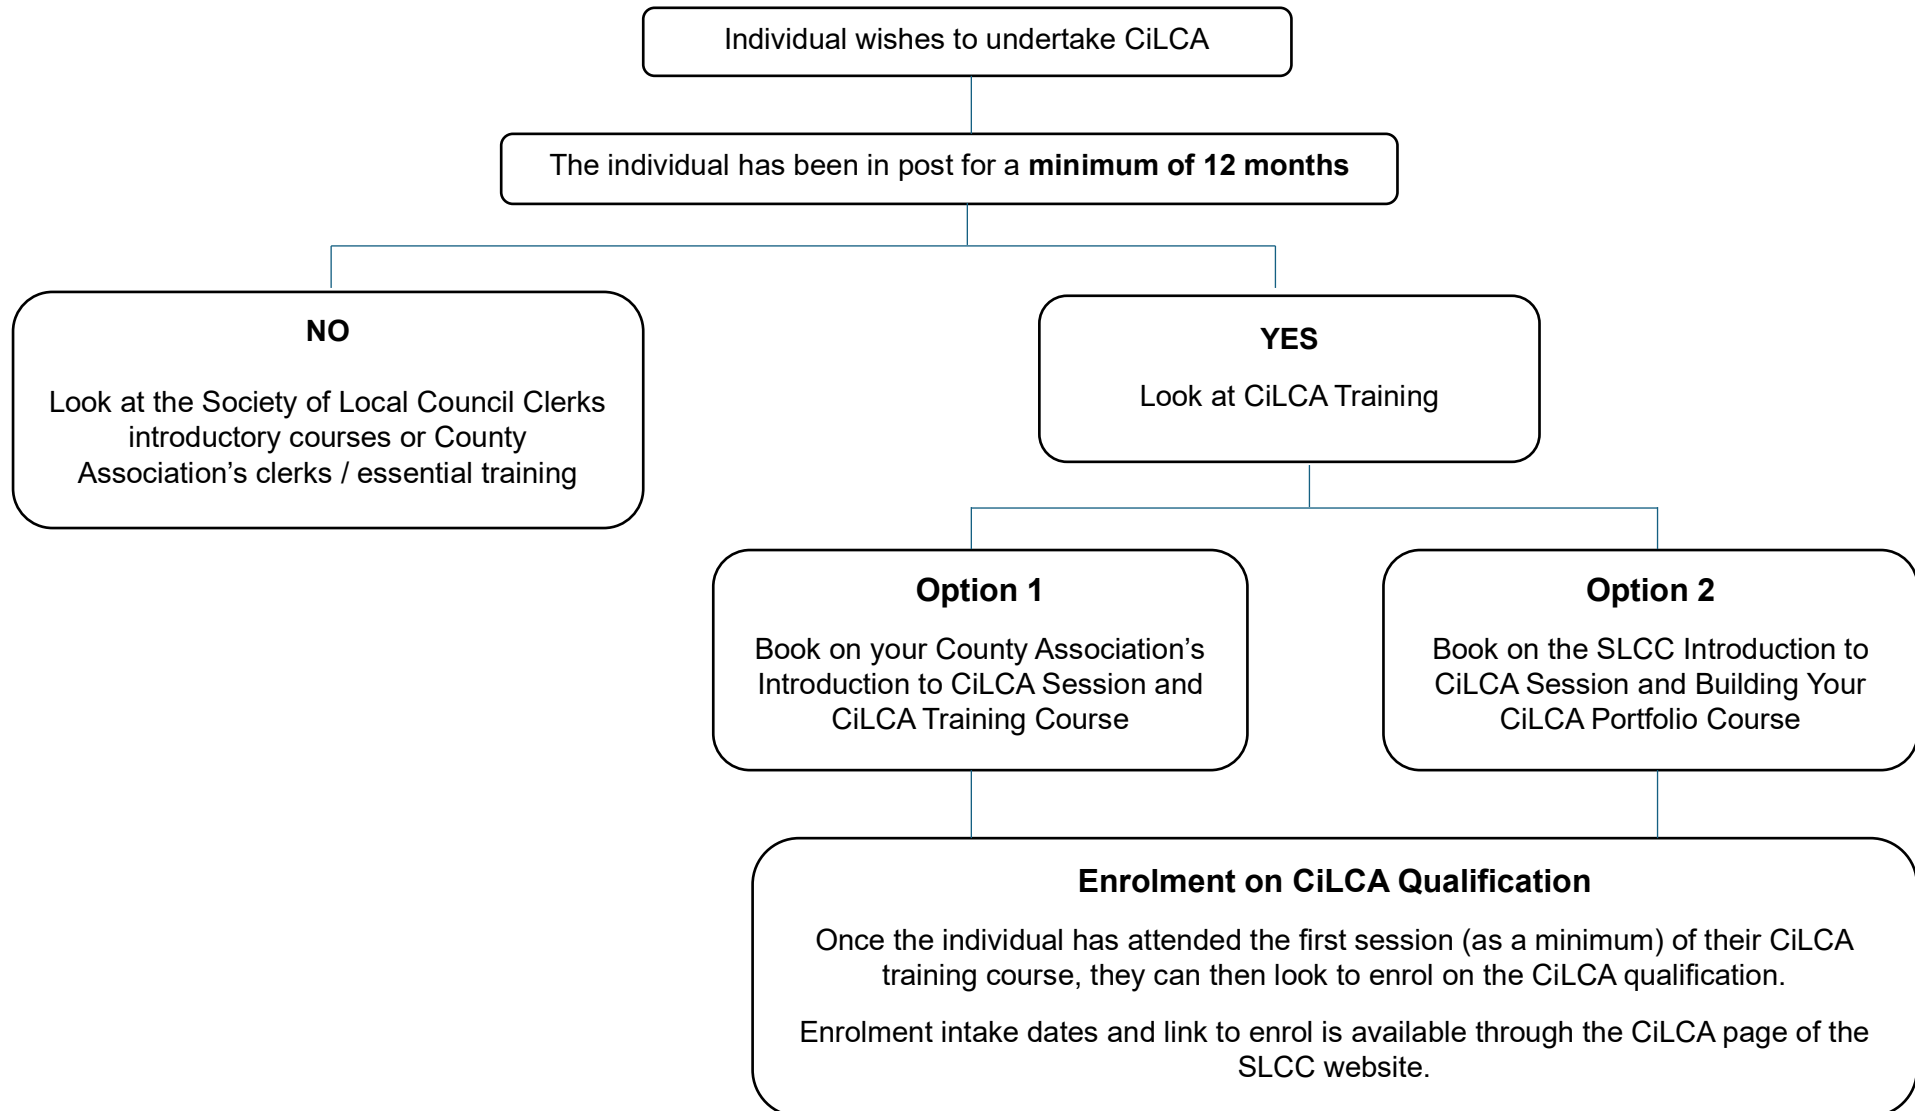 Individual wishes to undertake CiLCA
The individual has been in post for a minimum of 12 months
NO
Look at the Society of Local Council Clerks
introductory courses or County
Association’s clerks / essential training
YES
Look at CiLCA Training
Option 1
Book on your County Association’s
Introduction to CiLCA Session and
CiLCA Training Course
Option 2
Book on the SLCC Introduction to
CiLCA Session and Building Your
CiLCA Portfolio Course
Enrolment on CiLCA Qualification
Once the individual has attended the first session (as a minimum) of their CiLCA
training course, they can then look to enrol on the CiLCA qualification.
Enrolment intake dates and link to enrol is available through the CiLCA page of the
SLCC website.